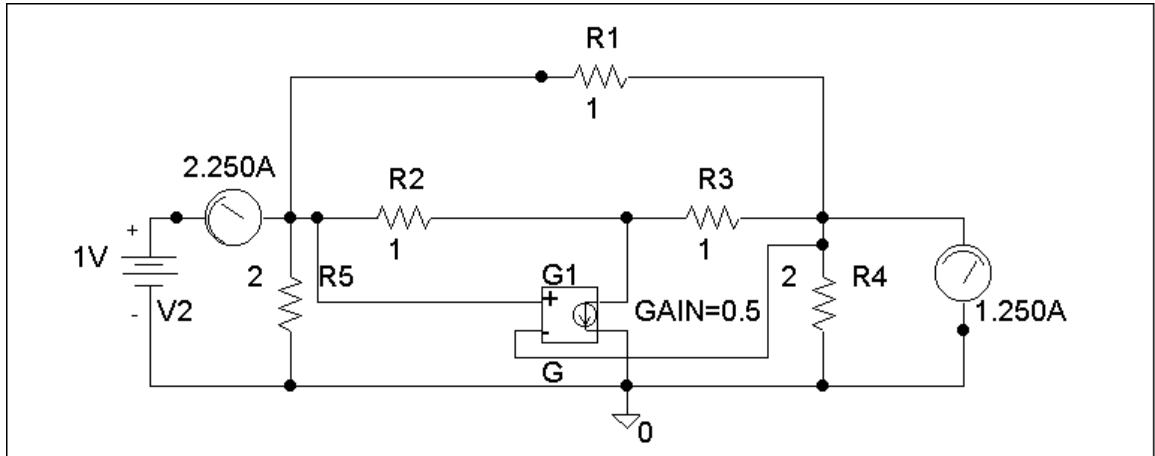 R1
1
2.250A
R2
R3
+
1V
1
1
2
R5
G1
2
R4
+
V2
GAIN=0.5
1.250A
-
-
G
0